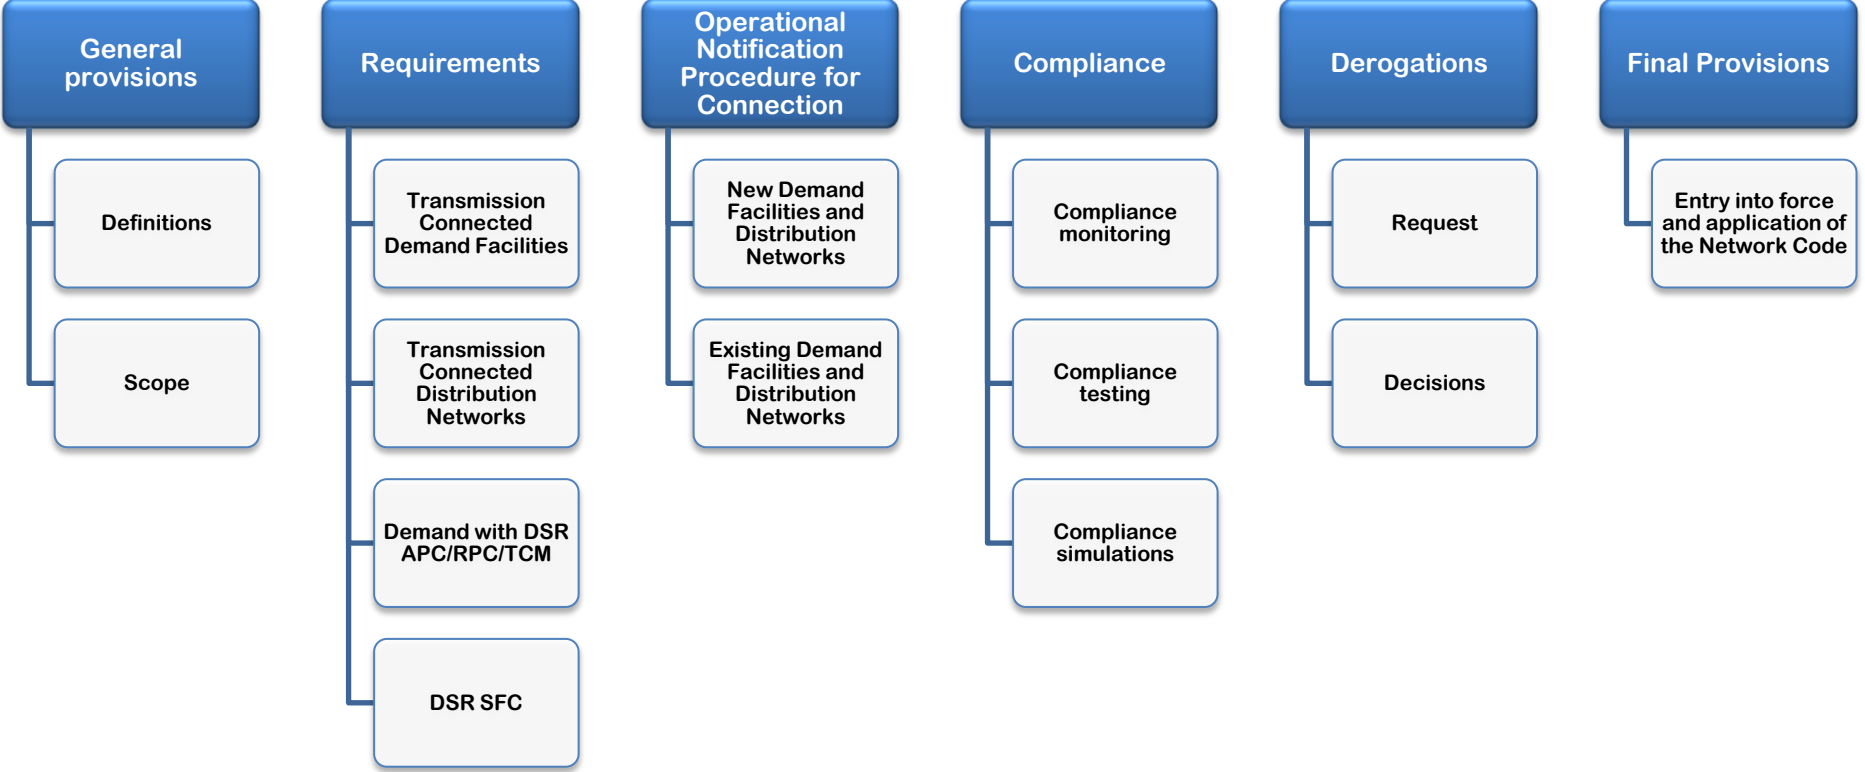 General
provisions
Definitions
Scope
Requirements
Transmission
Connected
Demand Facilities
Transmission
Connected
Distribution
Networks
Demand with DSR
APC/RPC/TCM
DSR SFC
Operational
Notification
Procedure for
Connection
New Demand
Facilities and
Distribution
Networks
Existing Demand
Facilities and
Distribution
Networks
Compliance
Compliance
monitoring
Compliance
testing
Compliance
simulations
Derogations
Request
Decisions
Final Provisions
Entry into force
and application of
the Network Code